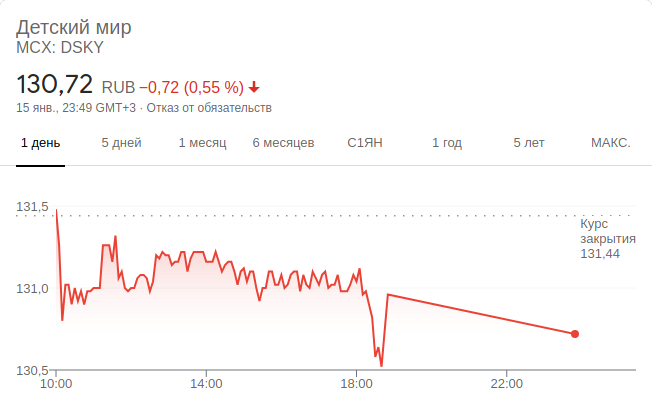 Детский мир
MCX: DSKY
130,72 RUB −0,72 (0,55 %)
15 янв., 23:49 GMT+3 · Отказ от обязательств
1 день 5 дней 1 месяц 6 месяцев С1ЯН 1 год 5 лет МАКС.
131,5
Курс
закрытия
131,44
131,0
130,5
10:00 14:00 18:00 22:00